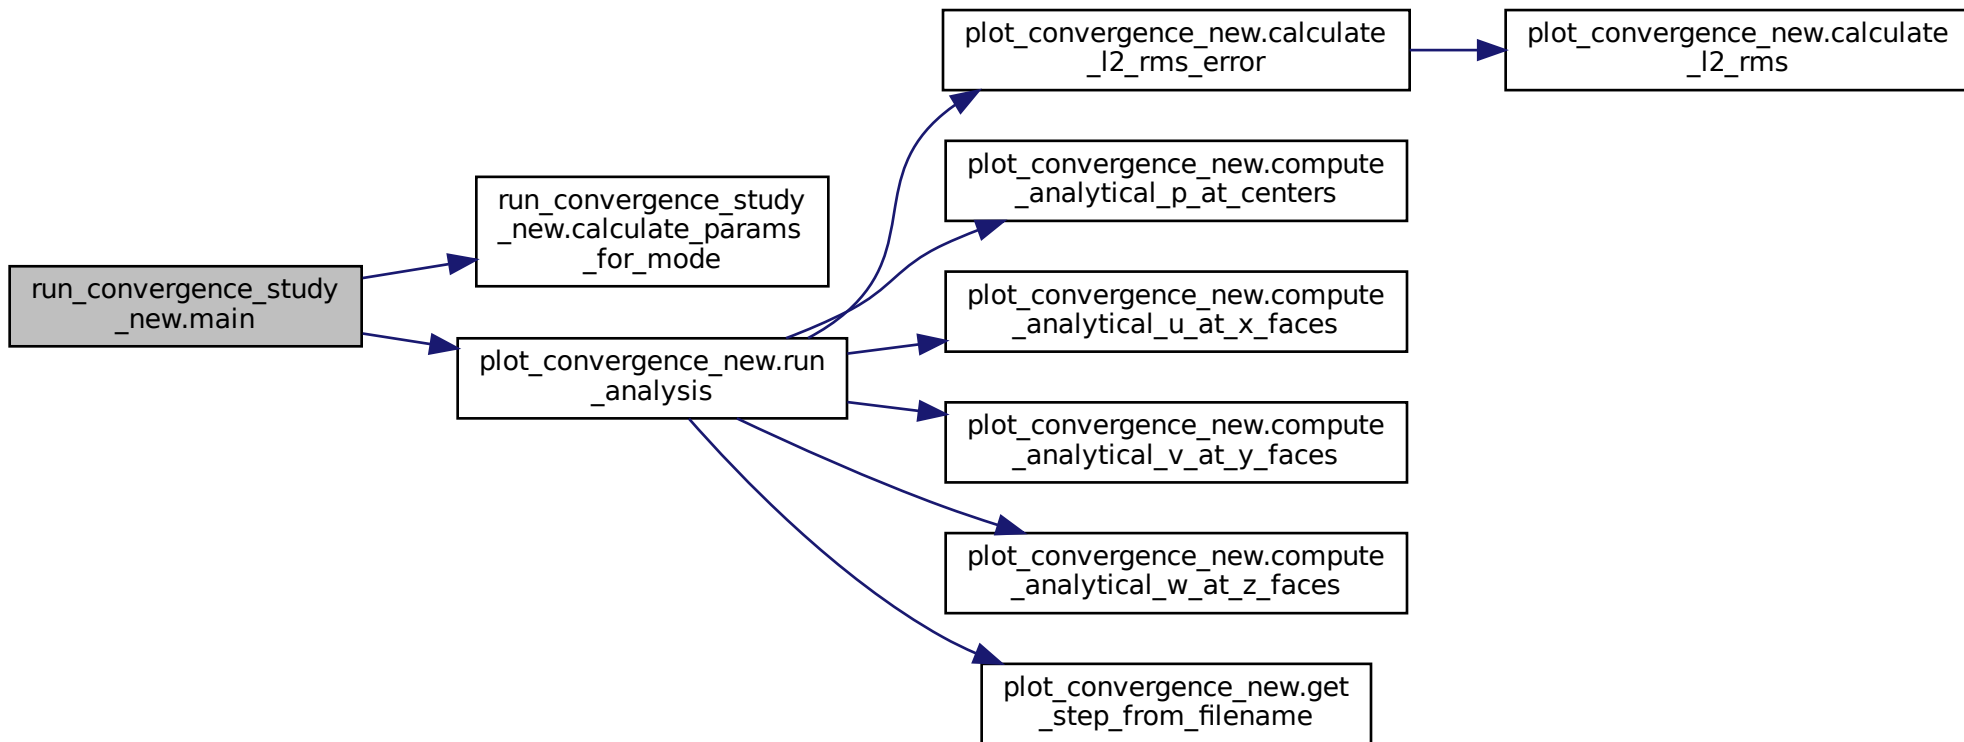 run_convergence_study
_new.main
run_convergence_study
_new.calculate_params
_for_mode
plot_convergence_new.run
_analysis
plot_convergence_new.calculate
_l2_rms_error
plot_convergence_new.calculate
_l2_rms
plot_convergence_new.compute
_analytical_p_at_centers
plot_convergence_new.compute
_analytical_u_at_x_faces
plot_convergence_new.compute
_analytical_v_at_y_faces
plot_convergence_new.compute
_analytical_w_at_z_faces
plot_convergence_new.get
_step_from_filename